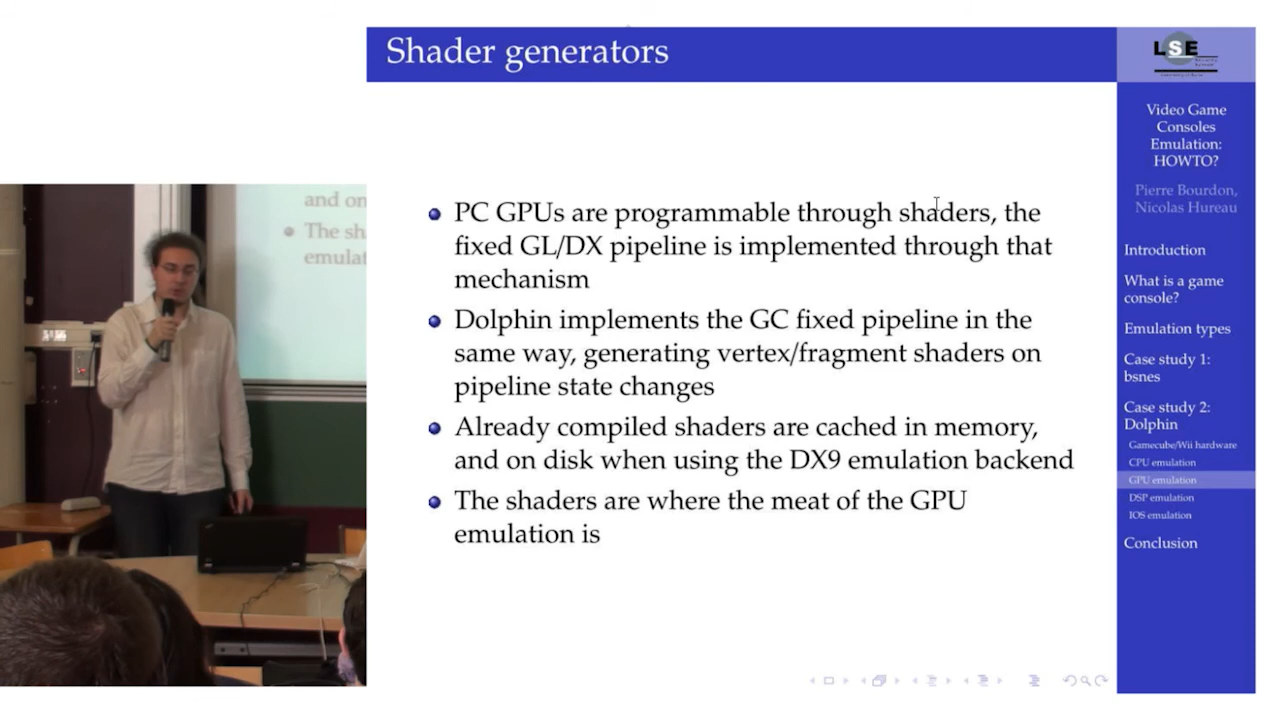 Shader generators
PC GPUs are programmable through shaders, the
fixed GL/DX pipeline is implemented through that
mechanism
Dolphin implements the GC fixed pipeline in the
same way, generating vertex/fragment shaders on
pipeline state changes
Already compiled shaders are cached in memory,
and on disk when using the DX9 emulation backend
The shaders are where the meat of the GPU
emulation is
LSE
Video Game
Consoles
Emulation:
HOWTO?
Pierre Bourdon,
Nicolas Hureau
Introduction
What is a game
console?
Emulation types
Case study 1:
bsnes
Case study 2:
Dolphin
Gamecube/Wii hardware
CPU emulation
GPU emulation
DSP emulation
IOS emulation
Conclusion
and on
The sh
emulat